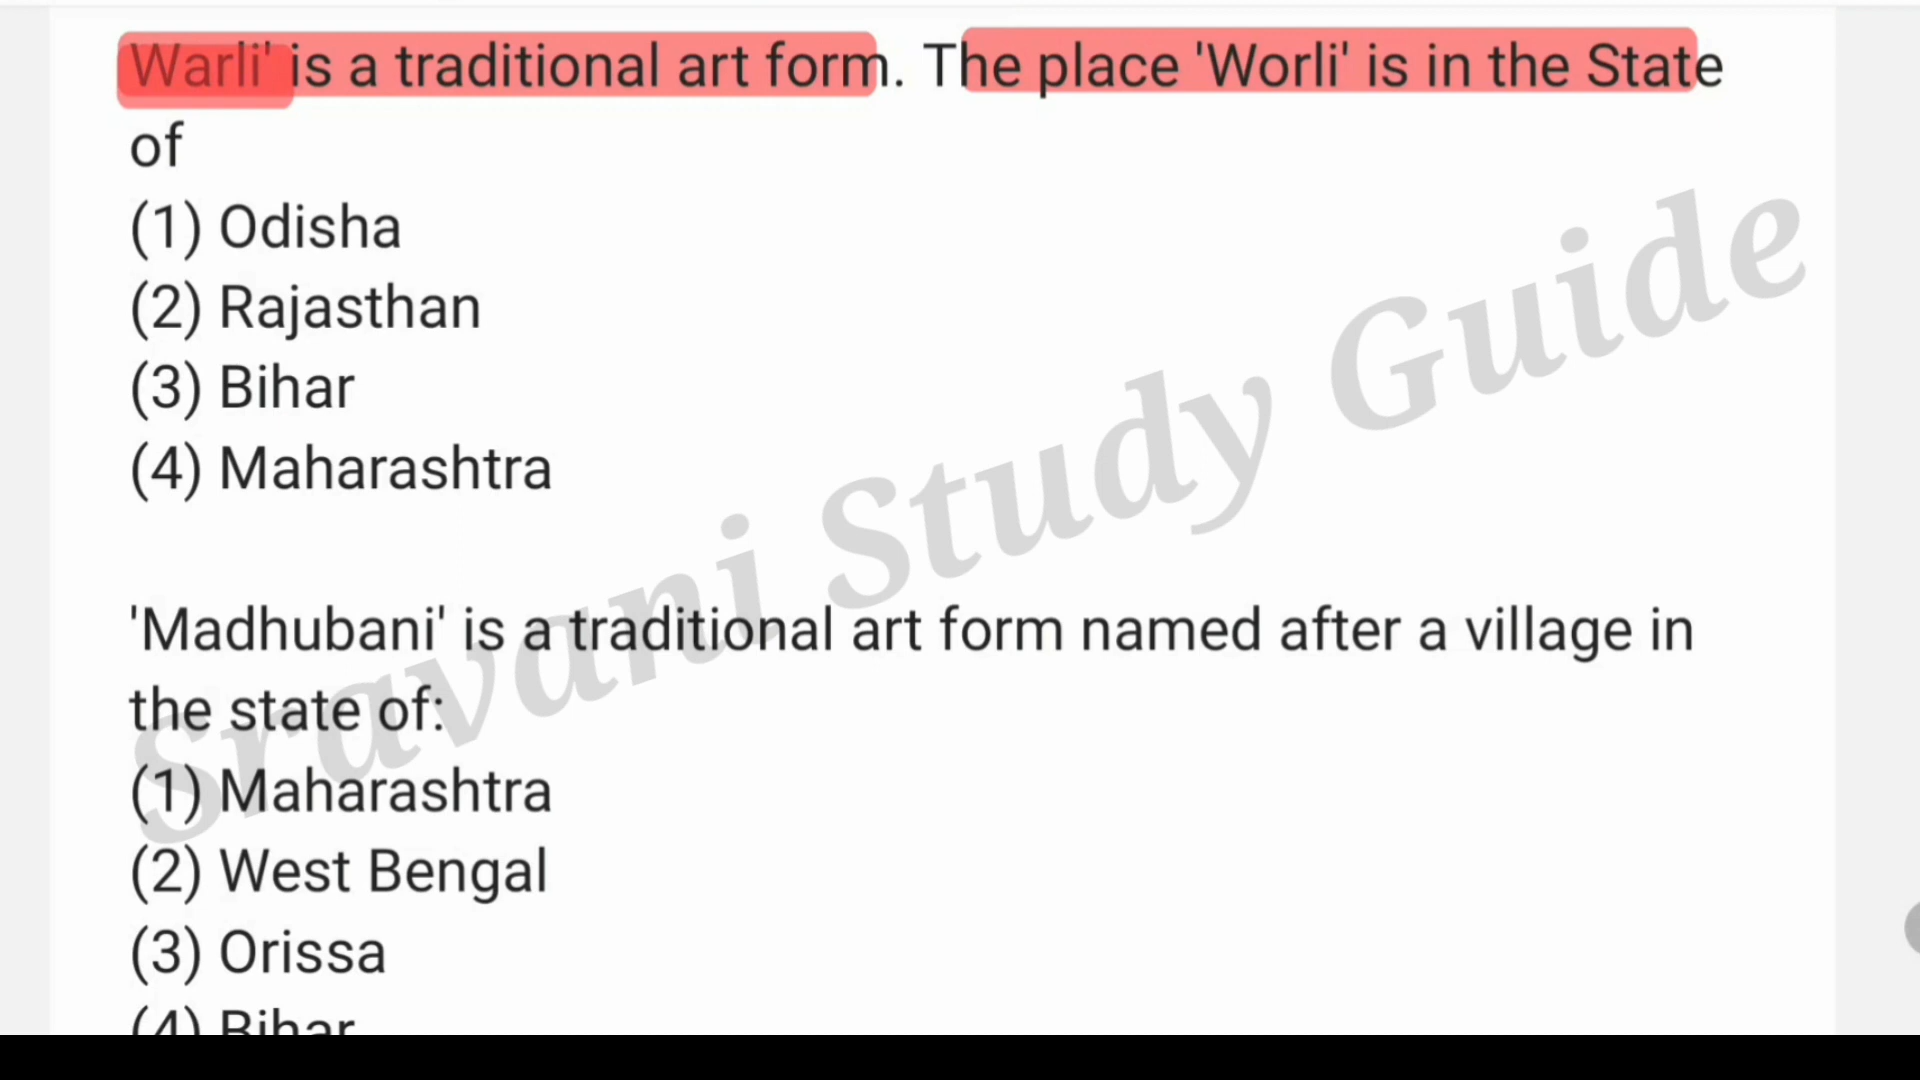 Warli' is a traditional art form. The place 'Worli' is in the State
of
(1) Odisha
(2) Rajasthan
(3) Bihar
(4) Maharashtra
'Madhubani' is a traditional art form named after a village in
the state of:
(1) Maharashtra
(2) West Bengal
(3) Orissa
(4) Bihar
Sravani Study Guide